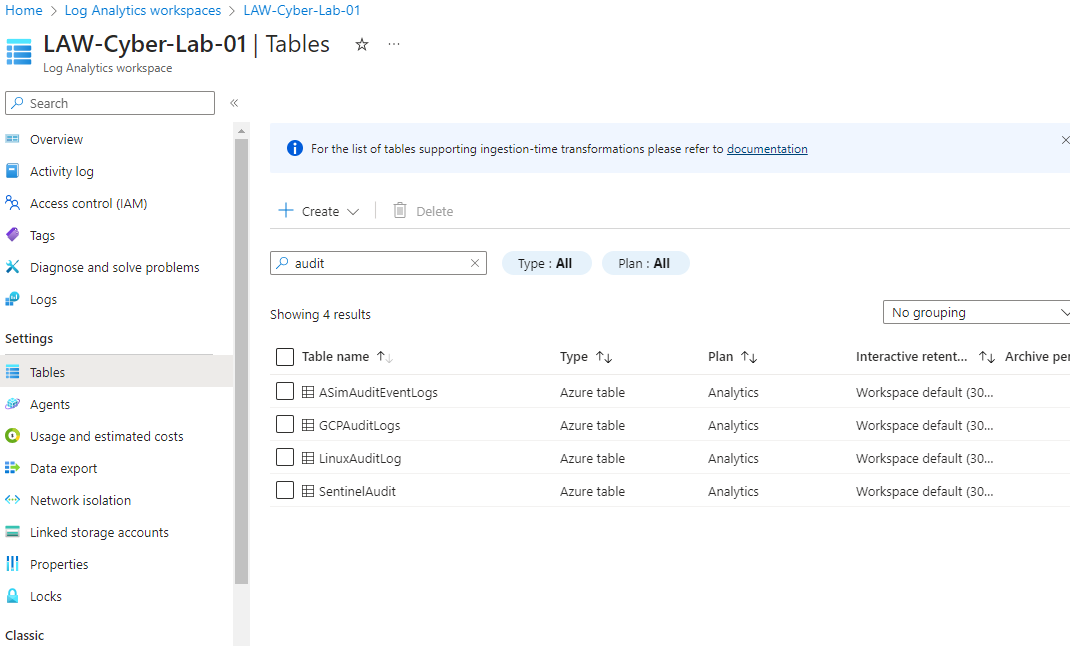 Home > Log Analytics workspaces > LAW-Cyber-Lab-01
LAW-Cyber-Lab-01 | Tables
Log Analytics workspace
Search
Overview
Activity log
Access control (IAM)
Tags
Diagnose and solve problems
Logs
Settings
Tables
Agents
Usage and estimated costs
Data export
Network isolation
Linked storage accounts
Properties
Locks
Classic
For the list of tables supporting ingestion-time transformations please refer to documentation
Create
Delete
audit
Type : All
Plan : All
Showing 4 results
No grouping
Table name Type Plan Interactive retent... Archive per
ASimAuditEventLogs Azure table Analytics Workspace default (30...
GCPAuditLogs Azure table Analytics Workspace default (30...
LinuxAuditLog Azure table Analytics Workspace default (30...
SentinelAudit Azure table Analytics Workspace default (30...